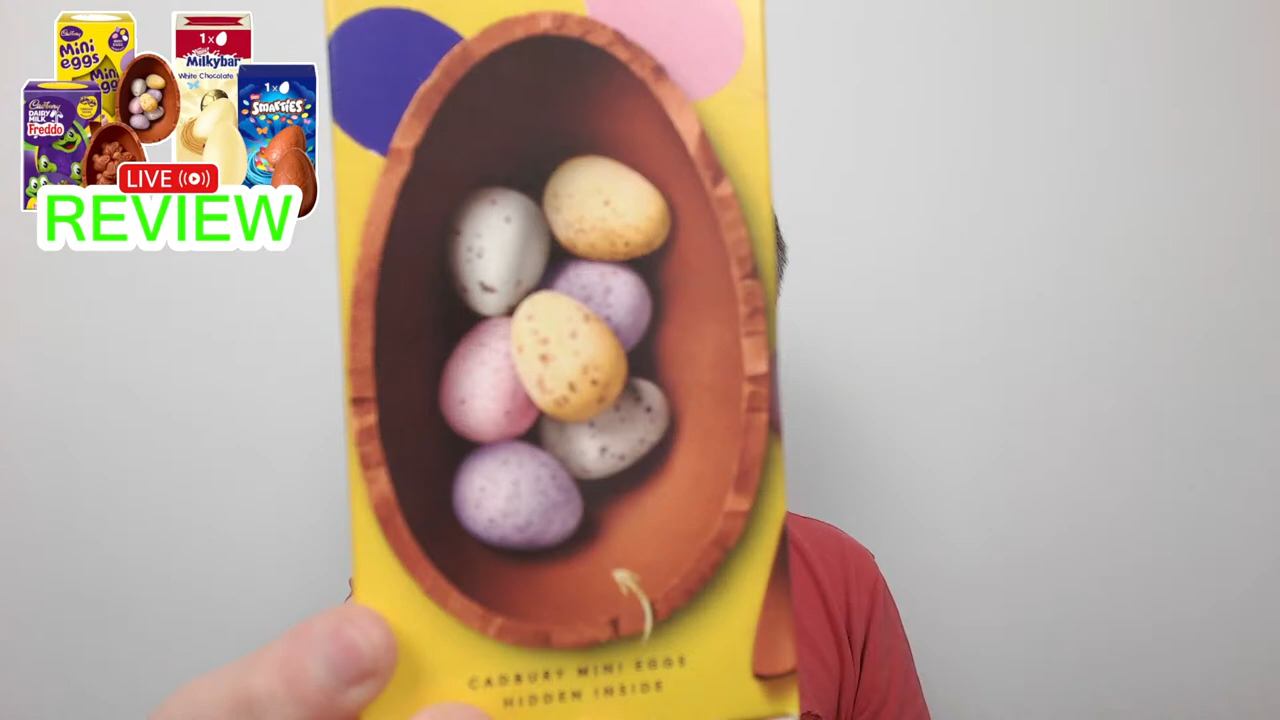 Cadbury
Mini
eggs
Cadbury
DAIRY
MILK
Freddo
1x
Milkybar
White Chocolate
1x
SMARTIES
LIVE
REVIEW
CADBURY MINI EGGS
HIDDEN INSIDE